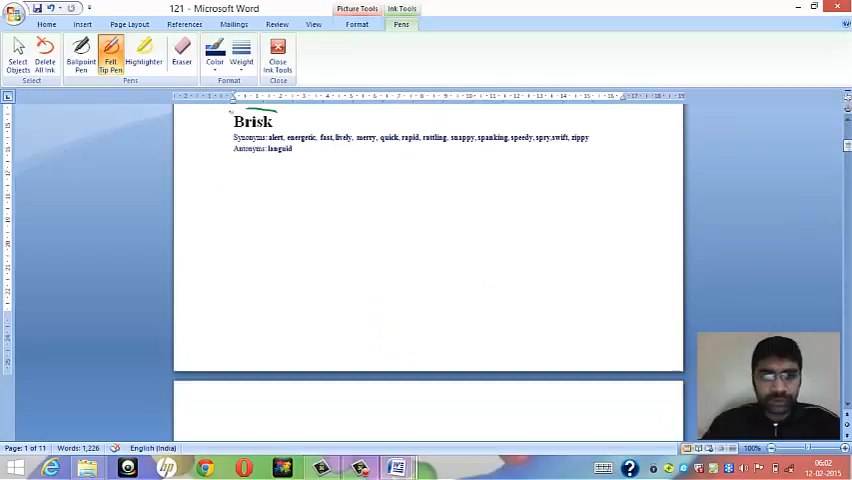 121 - Microsoft Word
Picture Tools
Ink Tools
Home
Insert
Page Layout
References
Mailings
Review
View
Format
Pens
Select Objects
Delete All Ink
Ballpoint Pen
Felt Tip Pen
Highlighter
Eraser
Color
Weight
Close Ink Tools
Select
Pens
Format
Close
Brisk
Synonyms: alert, energetic, fast, lively, merry, quick, rapid, rattling, snappy, spanking, speedy, spry, swift, zippy
Antonyms: languid
Page: 1 of 11
Words: 1,226
English (India)
100%
06:02
12-02-2015